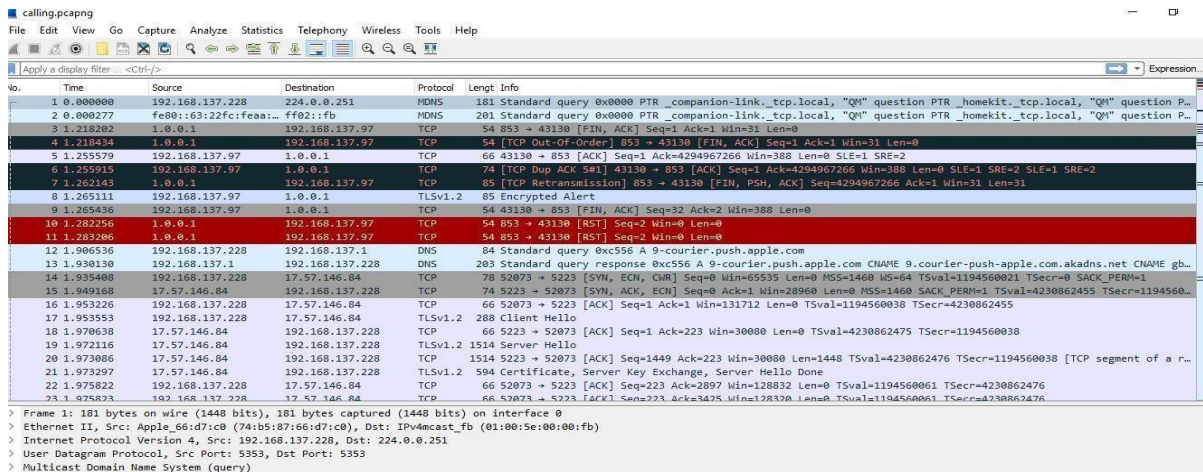 calling.pcapng
File Edit View Go Capture Analyze Statistics Telephony Wireless Tools Help
Apply a display filter ... <Ctrl-/> Expression...
No. Time Source Destination Protocol Lengt Info
1 0.000000 192.168.137.228 224.0.0.251 MDNS 181 Standard query 0x0000 PTR _companion-link._tcp.local, "QM" question PTR _homekit._tcp.local, "QM" question P...
2 0.000277 fe80::63:22fc:feaa:... ff02::fb MDNS 201 Standard query 0x0000 PTR _companion-link._tcp.local, "QM" question PTR _homekit._tcp.local, "QM" question P...
3 1.218202 1.0.0.1 192.168.137.97 TCP 54 853 → 43130 [FIN, ACK] Seq=1 Ack=1 Win=31 Len=0
4 1.218434 1.0.0.1 192.168.137.97 TCP 54 [TCP Out-Of-Order] 853 → 43130 [FIN, ACK] Seq=1 Ack=1 Win=31 Len=0
5 1.255579 192.168.137.97 1.0.0.1 TCP 66 43130 → 853 [ACK] Seq=1 Ack=4294967266 Win=388 Len=0 SLE=1 SRE=2
6 1.255915 192.168.137.97 1.0.0.1 TCP 74 [TCP Dup ACK 5#1] 43130 → 853 [ACK] Seq=1 Ack=4294967266 Win=388 Len=0 SLE=1 SRE=2 SLE=1 SRE=2
7 1.262143 1.0.0.1 192.168.137.97 TCP 85 [TCP Retransmission] 853 → 43130 [FIN, PSH, ACK] Seq=4294967266 Ack=1 Win=31 Len=31
8 1.265111 192.168.137.97 1.0.0.1 TLSv1.2 85 Encrypted Alert
9 1.265436 192.168.137.97 1.0.0.1 TCP 54 43130 → 853 [FIN, ACK] Seq=32 Ack=2 Win=388 Len=0
10 1.282256 1.0.0.1 192.168.137.97 TCP 54 853 → 43130 [RST] Seq=2 Win=0 Len=0
11 1.283206 1.0.0.1 192.168.137.97 TCP 54 853 → 43130 [RST] Seq=2 Win=0 Len=0
12 1.906536 192.168.137.228 192.168.137.1 DNS 84 Standard query 0xc556 A 9-courier.push.apple.com
13 1.930130 192.168.137.1 192.168.137.228 DNS 203 Standard query response 0xc556 A 9-courier.push.apple.com CNAME 9.courier-push-apple.com.akadns.net CNAME gb...
14 1.935408 192.168.137.228 17.57.146.84 TCP 78 52073 → 5223 [SYN, ECN, CWR] Seq=0 Win=65535 Len=0 MSS=1460 WS=64 TSval=1194560021 TSecr=0 SACK_PERM=1
15 1.949168 17.57.146.84 192.168.137.228 TCP 74 5223 → 52073 [SYN, ACK, ECN] Seq=0 Ack=1 Win=28960 Len=0 MSS=1460 SACK_PERM=1 TSval=4230862455 TSecr=1194560...
16 1.953226 192.168.137.228 17.57.146.84 TCP 66 52073 → 5223 [ACK] Seq=1 Ack=1 Win=131712 Len=0 TSval=1194560038 TSecr=4230862455
17 1.953553 192.168.137.228 17.57.146.84 TLSv1.2 288 Client Hello
18 1.970638 17.57.146.84 192.168.137.228 TCP 66 5223 → 52073 [ACK] Seq=1 Ack=223 Win=30080 Len=0 TSval=4230862475 TSecr=1194560038
19 1.972116 17.57.146.84 192.168.137.228 TLSv1.2 1514 Server Hello
20 1.973086 17.57.146.84 192.168.137.228 TCP 1514 5223 → 52073 [ACK] Seq=1449 Ack=223 Win=30080 Len=1448 TSval=4230862476 TSecr=1194560038 [TCP segment of a r...
21 1.973297 17.57.146.84 192.168.137.228 TLSv1.2 594 Certificate, Server Key Exchange, Server Hello Done
22 1.975822 192.168.137.228 17.57.146.84 TCP 66 52073 → 5223 [ACK] Seq=223 Ack=2897 Win=128832 Len=0 TSval=1194560061 TSecr=4230862476
23 1.975823 192.168.137.228 17.57.146.84 TCP 66 52073 → 5223 [ACK] Seq=223 Ack=3425 Win=128320 Len=0 TSval=1194560061 TSecr=4230862476
> Frame 1: 181 bytes on wire (1448 bits), 181 bytes captured (1448 bits) on interface 0
> Ethernet II, Src: Apple_66:d7:c0 (74:b5:87:66:d7:c0), Dst: IPv4mcast_fb (01:00:5e:00:00:fb)
> Internet Protocol Version 4, Src: 192.168.137.228, Dst: 224.0.0.251
> User Datagram Protocol, Src Port: 5353, Dst Port: 5353
> Multicast Domain Name System (query)